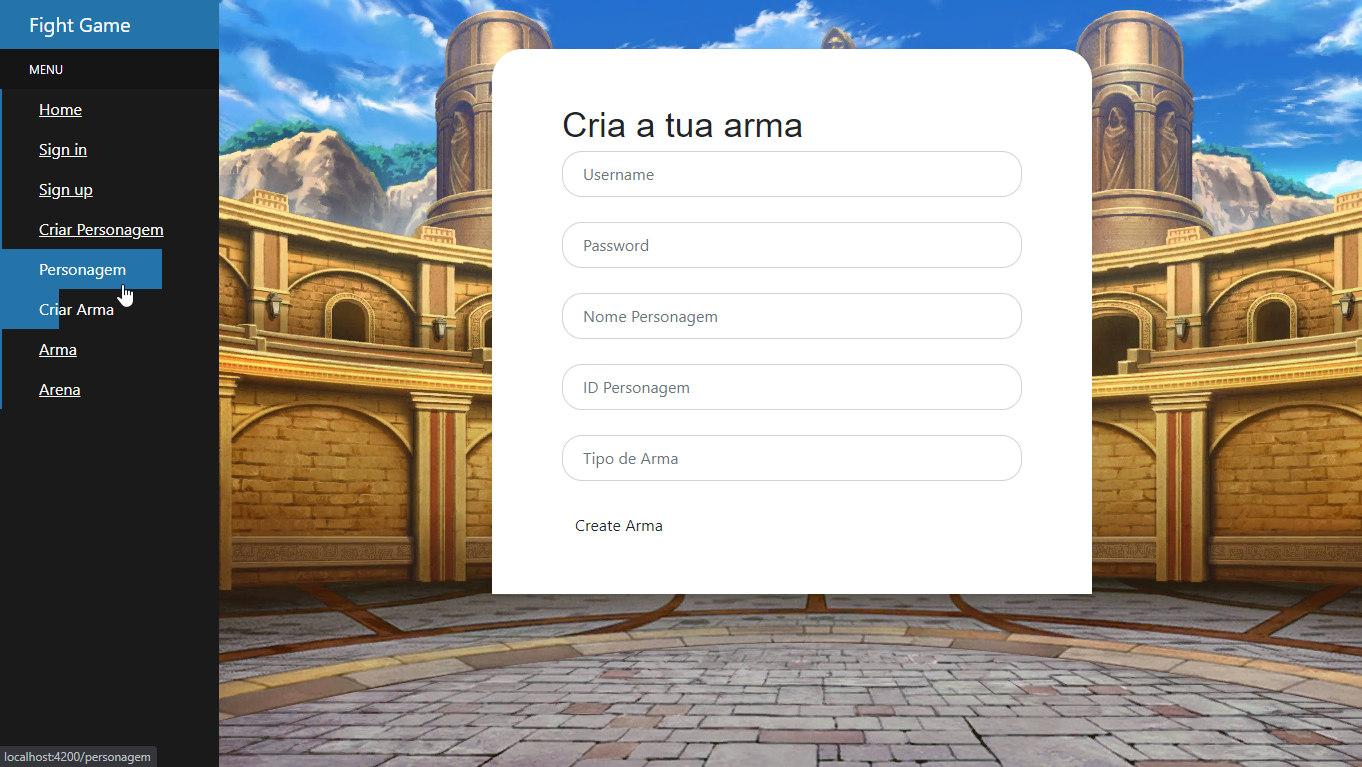 Fight Game
MENU
Home
Sign in
Sign up
Criar Personagem
Personagem
Criar Arma
Arma
Arena
Cria a tua arma
Username
Password
Nome Personagem
ID Personagem
Tipo de Arma
Create Arma
localhost:4200/personagem